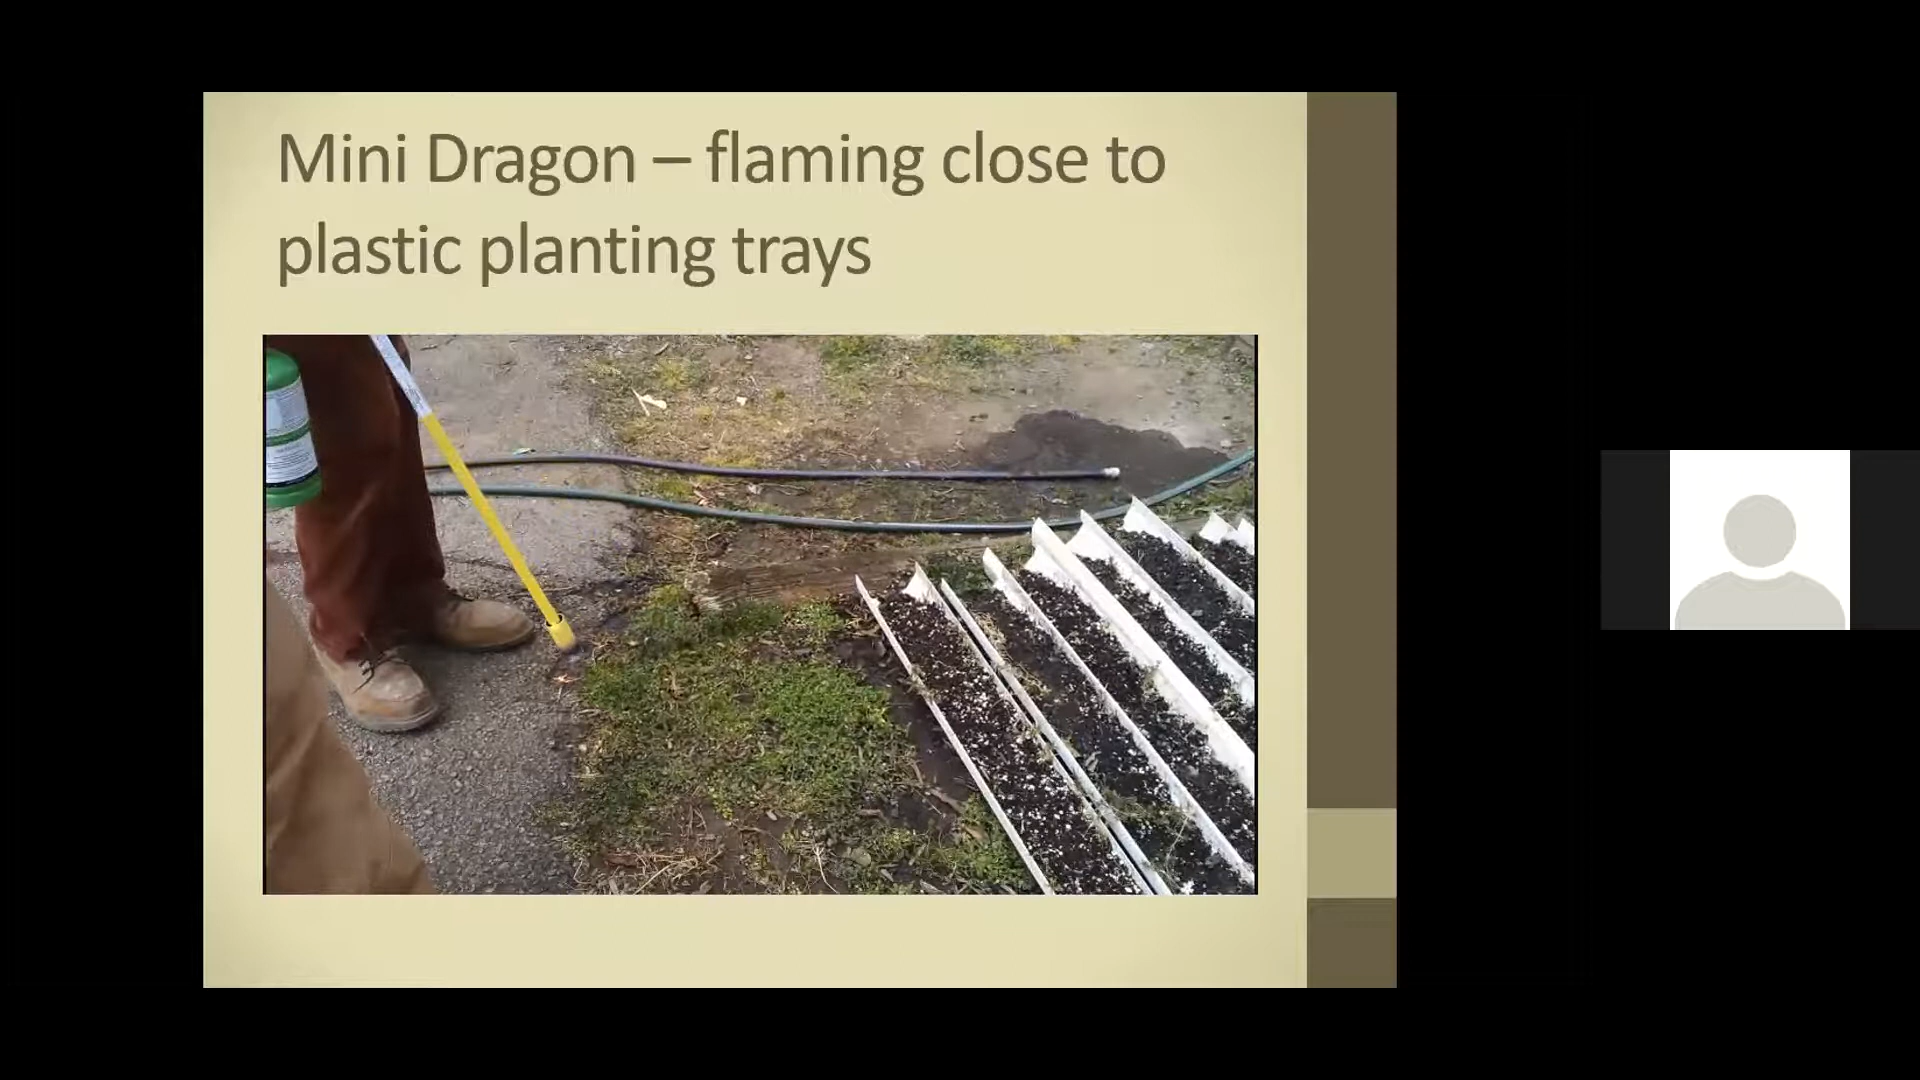 Mini Dragon – flaming close to
plastic planting trays